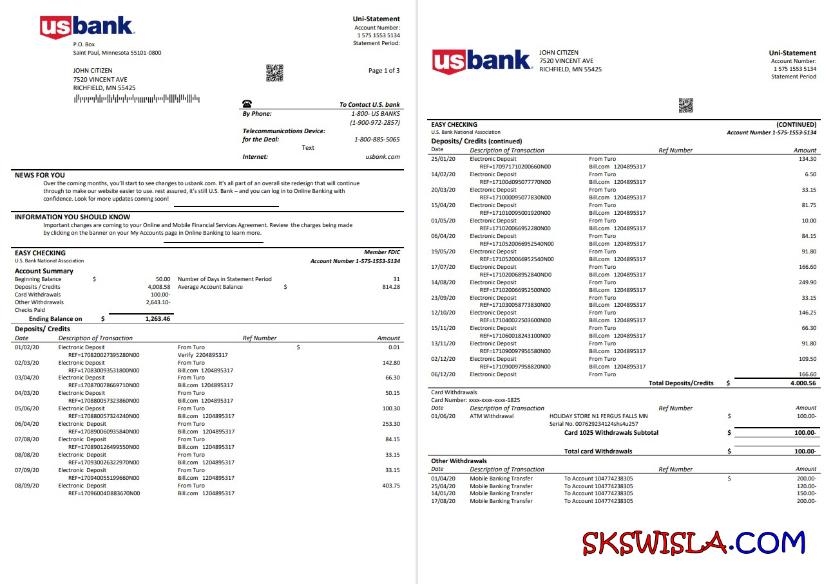 usbank
Uni-Statement
Account Number:
1 575 1553 5134
Statement Period:
P.O. Box
Saint Paul, Minnesota 55101-0800
JOHN CITIZEN
7520 VINCENT AVE
RICHFIELD, MN 55425
Page 1 of 3
To Contact U.S. bank
By Phone: 1-800- US BANKS
(1-900-972-2857)
Telecommunications Device:
for the Deal: 1-800-885-5065
Text
Internet: usbank.com
NEWS FOR YOU
Over the coming months, you'll start to see changes to usbank.com. It's all part of an overall site redesign that will continue
through to make our website easier to use. rest assured, it's still U.S. Bank – and you can log in to Online Banking with
confidence. Look for more updates coming soon!
INFORMATION YOU SHOULD KNOW
Important changes are coming to your Online and Mobile Financial Services Agreement. Review the charges being made
by clicking on the banner on your My Accounts page in Online Banking to learn more.
EASY CHECKING Member FDIC
U.S. Bank National Association Account Number 1-575-1553-5134
Account Summary
Beginning Balance $ 50.00 Number of Days in Statement Period 31
Deposits / Credits 4,008.58 Average Account Balance $ 814.28
Card Withdrawals 100.00-
Other Withdrawals 2,643.10-
Checks Paid
Ending Balance on $ 1,263.46
Deposits/ Credits
Date Description of Transaction Ref Number Amount
01/02/20 Electronic Deposit From Turo $ 0.01
REF=170820027395280N00 Verify 2204895317
02/03/20 Electronic Deposit From Turo 142.80
REF=170830093531800N00 Bill.com 1204895317
03/04/20 Electronic Deposit From Turo 66.30
REF=170870078669710N00 Bill.com 1204895317
04/03/20 Electronic Deposit From Turo 50.15
REF=170880057323860N00 Bill.com 1204895317
05/06/20 Electronic Deposit From Turo 100.30
REF=170880057324240N00 Bill.com 1204895317
06/04/20 Electronic Deposit From Turo 253.30
REF=170890060935840N00 Bill.com 1204895317
07/08/20 Electronic Deposit From Turo 84.15
REF=170890126499550N00 Bill.com 1204895317
08/08/20 Electronic Deposit From Turo 33.15
REF=170930026322970N00 Bill.com 1204895317
07/09/20 Electronic Deposit From Turo 33.15
REF=170940055199660N00 Bill.com 1204895317
08/09/20 Electronic Deposit From Turo 403.75
REF=170960040883670N00 Bill.com 1204895317
usbank
JOHN CITIZEN
7520 VINCENT AVE
RICHFIELD, MN 55425
Uni-Statement
Account Number:
1 575 1553 5134
Statement Period
EASY CHECKING (CONTINUED)
U.S. Bank National Association Account Number 1-575-1553-5134
Deposits/ Credits (continued)
Date Description of Transaction Ref Number Amount
25/01/20 Electronic Deposit From Turo 134.30
REF=170971710200660N00 Bill.com 1204895317
14/02/20 Electronic Deposit From Turo 6.50
REF=17100d095077770N00 Bill.com 1204895317
20/03/20 Electronic Deposit From Turo 33.15
REF=171000095077830N00 Bill.com 1204895317
15/04/20 Electronic Deposit From Turo 81.75
REF=171010095001920N00 Bill.com 1204895317
01/05/20 Electronic Deposit From Turo 10.00
REF=171020066952280N00 Bill.com 1204895317
06/04/20 Electronic Deposit From Turo 84.15
REF=1710520066952540N00 Bill.com 1204895317
19/05/20 Electronic Deposit From Turo 91.80
REF=1710520066952540N00 Bill.com 1204895317
17/07/20 Electronic Deposit From Turo 166.60
REF=171020068952840N00 Bill.com 1204895317
14/08/20 Electronic Deposit From Turo 249.90
REF=171020066952500N00 Bill.com 1204895317
23/09/20 Electronic Deposit From Turo 33.15
REF=171030058773830N00 Bill.com 1204895317
12/10/20 Electronic Deposit From Turo 146.25
REF=171040022503600N00 Bill.com 1204895317
15/11/20 Electronic Deposit From Turo 66.30
REF=171060018243100N00 Bill.com 1204895317
13/11/20 Electronic Deposit From Turo 91.80
REF=171090097956580N00 Bill.com 1204895317
02/12/20 Electronic Deposit From Turo 109.50
REF=171090097956820N00 Bill.com 1204895317
06/12/20 Electronic Deposit From Turo 166.60
Total Deposits/Credits $ 4.000.56
Card Withdrawals
Card Number: xxxx-xxxx-xxxx-1825
Date Description of Transaction Ref Number Amount
01/06/20 ATM Withdrawal HOLIDAY STORE N1 FERGUS FALLS MN $ 100.00-
Serial No. 007629234124shs4u257
Card 1025 Withdrawals Subtotal $ 100.00-
Total card Withdrawals $ 100.00-
Other Withdrawals
Date Description of Transaction Ref Number Amount
01/04/20 Mobile Banking Transfer To Account 104774238305 $ 200.00-
25/04/20 Mobile Banking Transfer To Account 104774238305 120.00-
14/01/20 Mobile Banking Transfer To Account 104774238305 150.00-
17/08/20 Mobile Banking Transfer To Account 104774238305 200.00-
SKSWISLA.COM